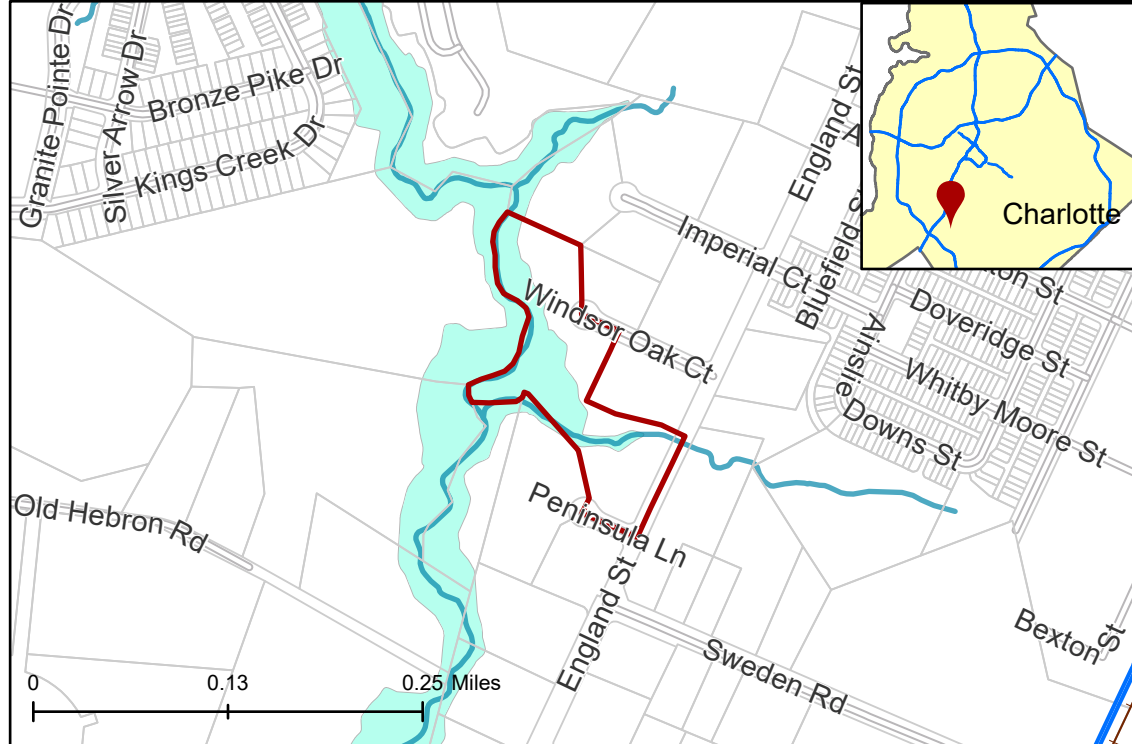 Granite Pointe Dr
Silver Arrow Dr
Bronze Pike Dr
Kings Creek Dr
England St
Charlotte
Imperial Ct
Bluefield S
ton St
Windsor Oak Ct
Doveridge St
Ainslie
Whitby Moore St
Downs St
Peninsula Ln
Old Hebron Rd
England St
Sweden Rd
Bexton St
0 0.13 0.25 Miles